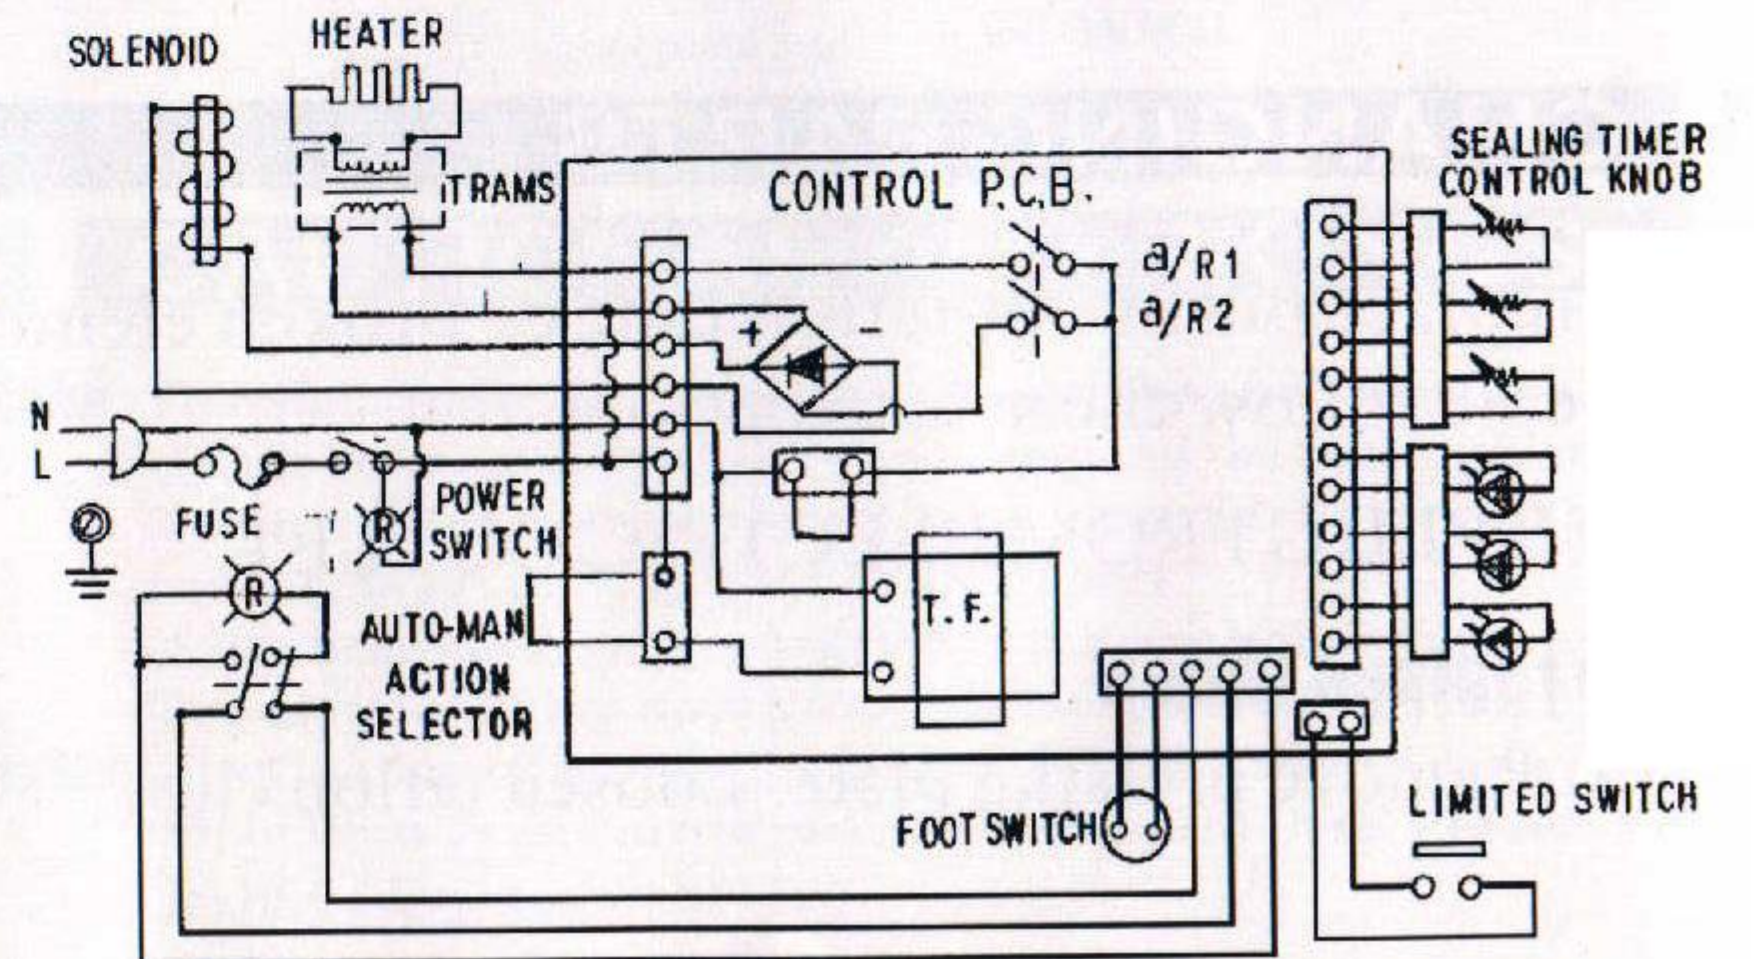 SOLENOID
HEATER
TRAMS
CONTROL P.C.B.
SEALING TIMER
CONTROL KNOB
a/R1
a/R2
+
-
N
L
FUSE
R
POWER
SWITCH
R
AUTO-MAN
ACTION
SELECTOR
T. F.
FOOT SWITCH
LIMITED SWITCH